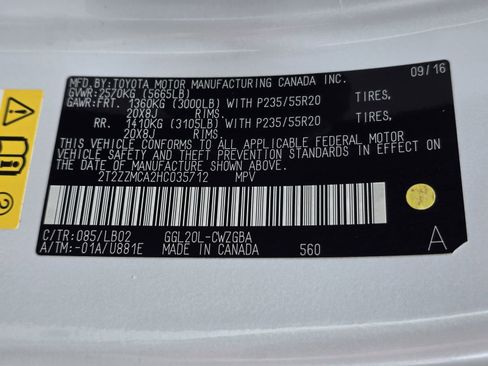 MFD.BY:TOYOTA MOTOR MANUFACTURING CANADA INC. 09/16
GVWR:2570KG (5665LB)
GAWR:FRT. 1360KG (3000LB) WITH P235/55R20 TIRES,
20X8J RIMS.
RR. 1410KG (3105LB) WITH P235/55R20 TIRES,
20X8J RIMS.
THIS VEHICLE CONFORMS TO ALL APPLICABLE FEDERAL MOTOR
VEHICLE SAFETY AND THEFT PREVENTION STANDARDS IN EFFECT ON
THE DATE OF MANUFACTURE SHOWN ABOVE.
2T2ZZMCA2HC035712 MPV
C/TR:085/LB02 GGL20L-CWZGBA A
A/TM:-01A/U881E MADE IN CANADA 560
2